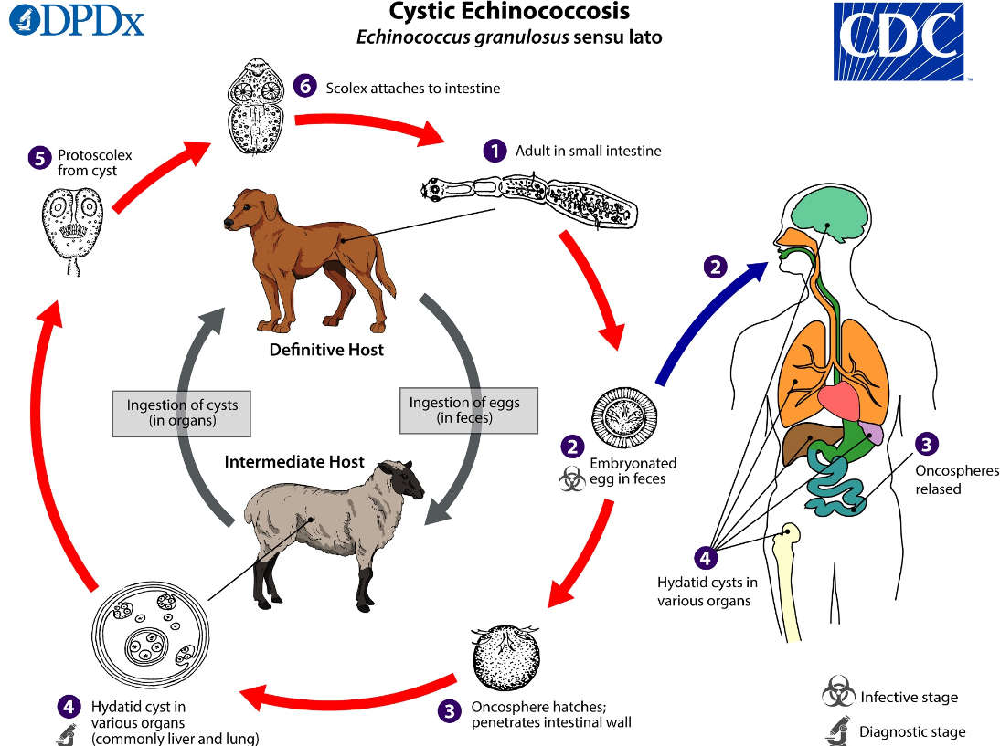 DPDx
Cystic Echinococcosis
Echinococcus granulosus sensu lato
CDC
TM
6 Scolex attaches to intestine
1 Adult in small intestine
5 Protoscolex
from cyst
2
Definitive Host
Ingestion of cysts
(in organs)
Ingestion of eggs
(in feces)
Intermediate Host
2 Embryonated
egg in feces
3
Oncospheres
relased
4
Hydatid cysts in
various organs
4 Hydatid cyst in
various organs
(commonly liver and lung)
3 Oncosphere hatches;
penetrates intestinal wall
Infective stage
Diagnostic stage